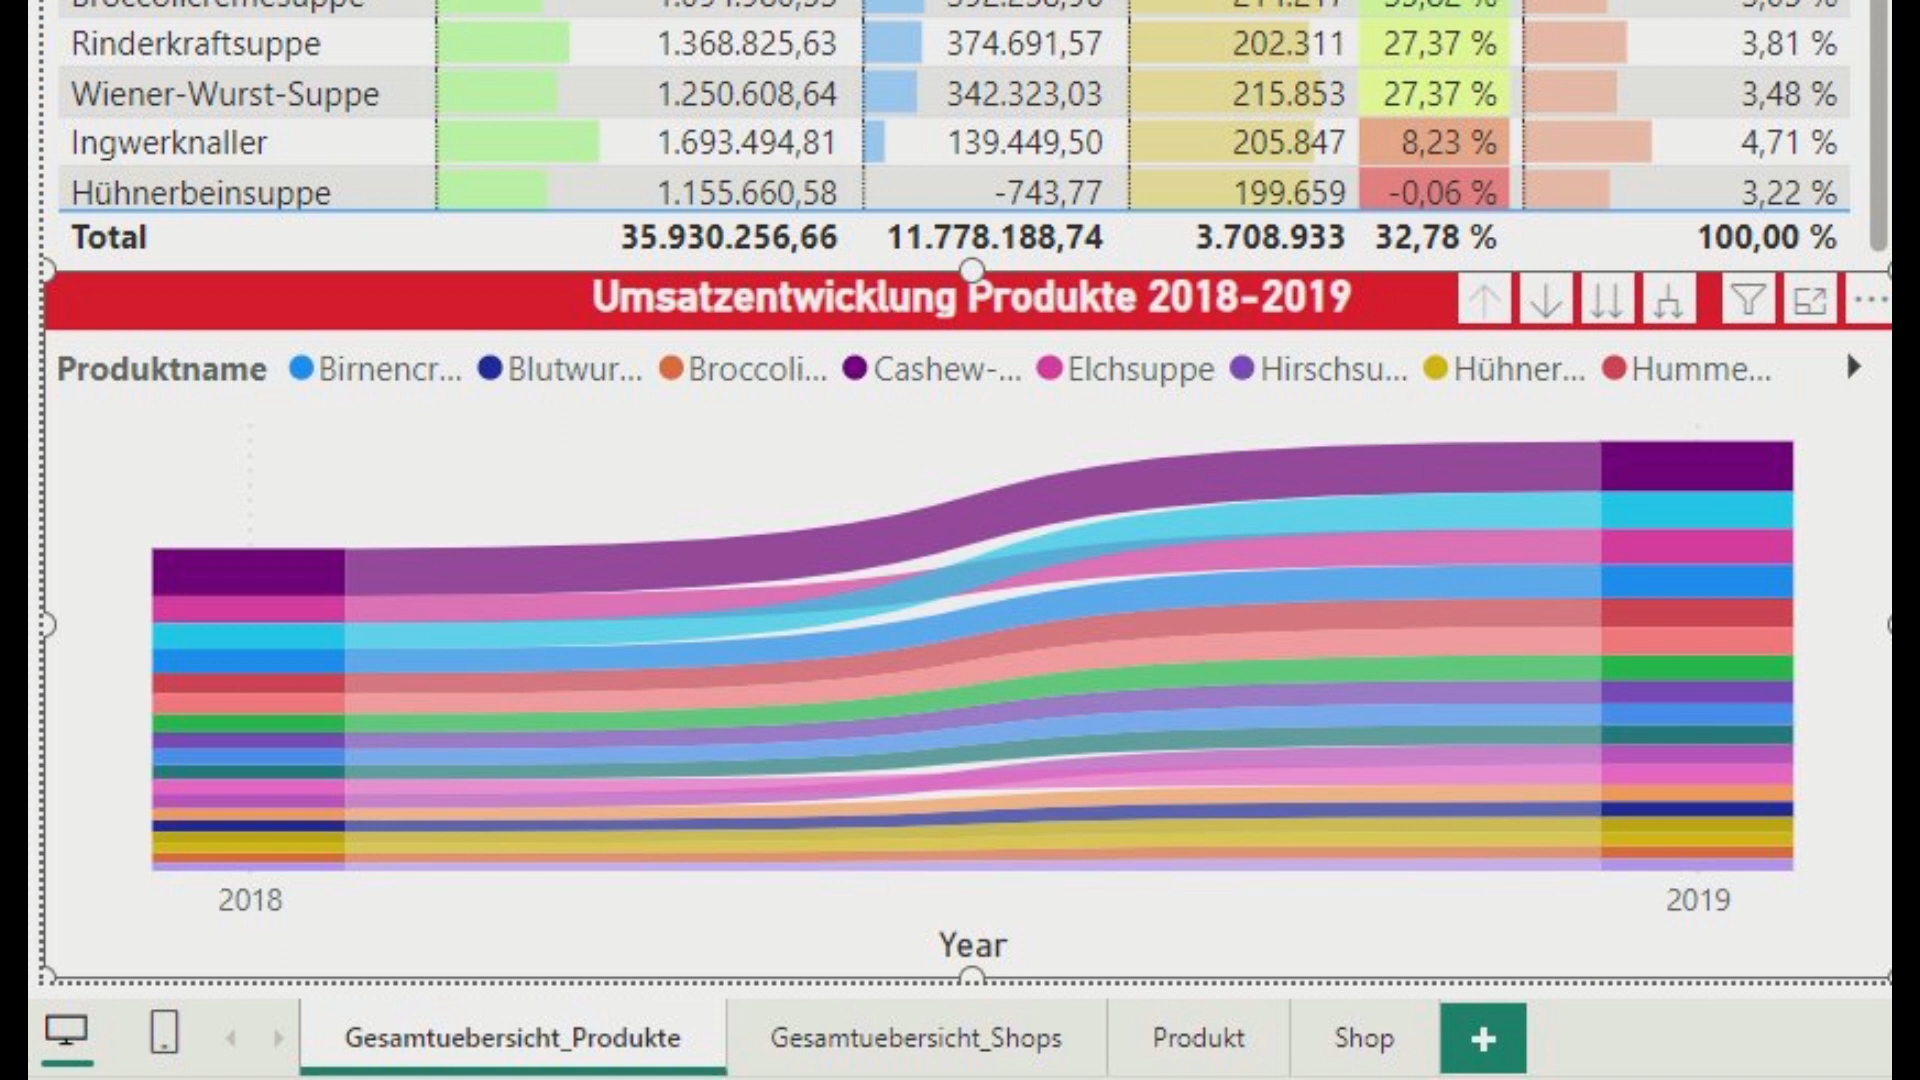 Rinderkraftsuppe 1.368.825,63 374.691,57 202.311 27,37 % 3,81 %
Wiener-Wurst-Suppe 1.250.608,64 342.323,03 215.853 27,37 % 3,48 %
Ingwerknaller 1.693.494,81 139.449,50 205.847 8,23 % 4,71 %
Hühnerbeinsuppe 1.155.660,58 -743,77 199.659 -0,06 % 3,22 %
Total 35.930.256,66 11.778.188,74 3.708.933 32,78 % 100,00 %
Umsatzentwicklung Produkte 2018-2019
Produktname Birnencr... Blutwur... Broccoli... Cashew-... Elchsuppe Hirschsu... Hühner... Humme...
2018 2019
Year
Gesamtuebersicht_Produkte Gesamtuebersicht_Shops Produkt Shop +